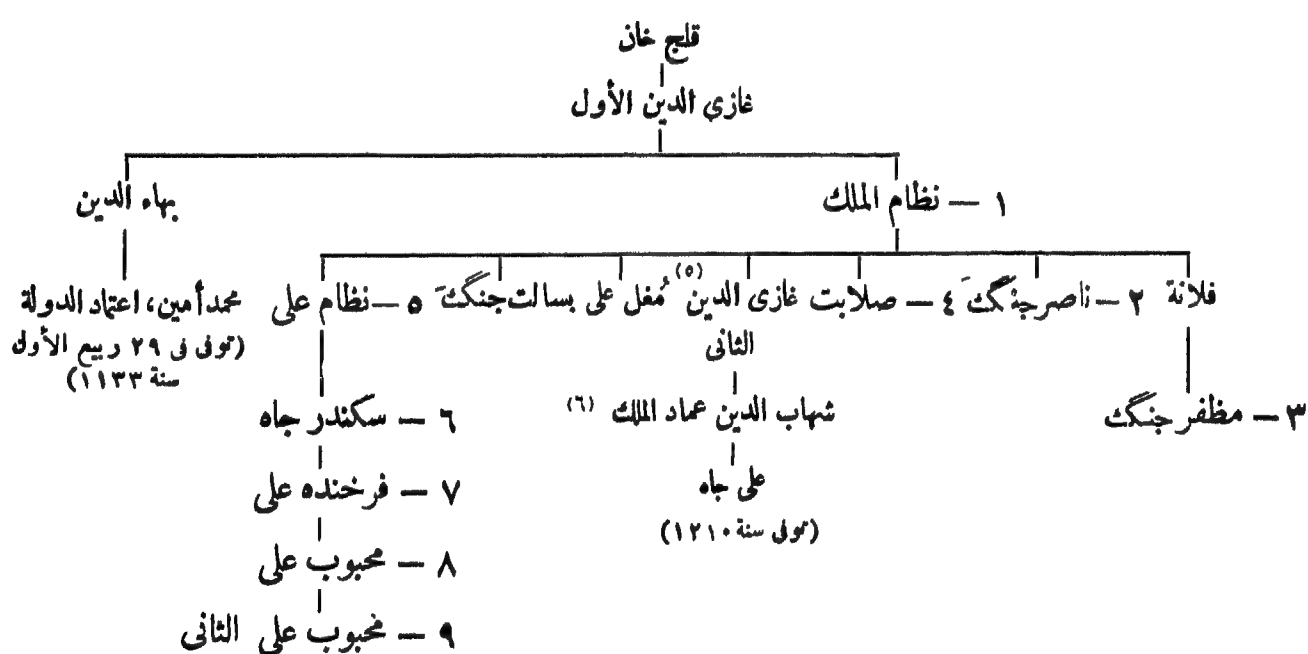 قلج خان
غازي الدين الأول
١ — نظام الملك
بهاء الدين
فلانة ٢ — ناصر جنگ ٤ — صلابت غازى الدين (٥) مُغل على بسالت جنگ ٥ — نظام على
الثانى
محمد أمين، اعتماد الدولة
(توفى فى ٢٩ ربيع الأول
سنة ١١٣٣)
٣ — مظفر جنگ
شهاب الدين عماد الملك (٦)
٦ — سكندر جاه
على جاه
(توفى سنة ١٢١٠)
٧ — فرخنده على
٨ — محبوب على
٩ — محبوب على الثانى